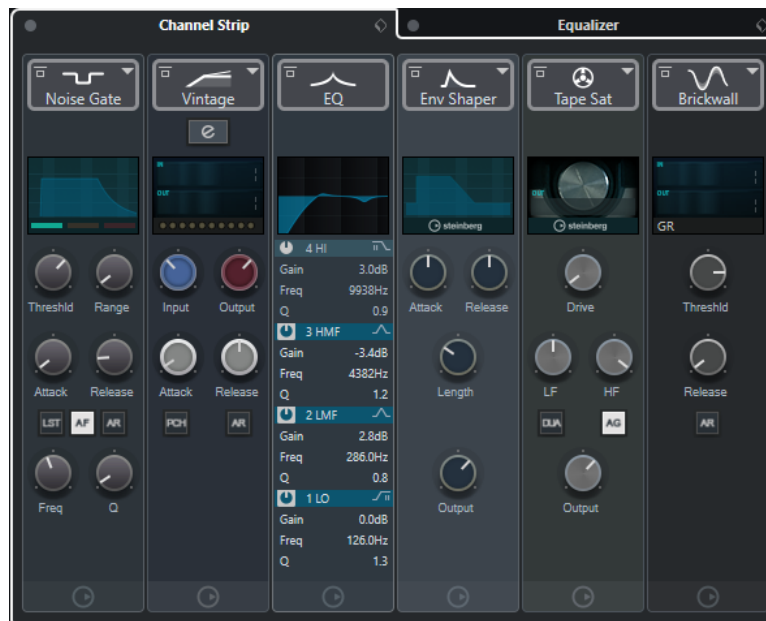 Channel Strip
Equalizer
Noise Gate
Vintage
EQ
Env Shaper
Tape Sat
Brickwall
e
IN
OUT
OUT
steinberg
steinberg
IN
OUT
GR
Threshld Range
Attack Release
LST AF AR
Freq Q
Input Output
Attack Release
PCH AR
4 HI
Gain 3.0dB
Freq 9938Hz
Q 0.9
3 HMF
Gain -3.4dB
Freq 4382Hz
Q 1.2
2 LMF
Gain 2.8dB
Freq 286.0Hz
Q 0.8
1 LO
Gain 0.0dB
Freq 126.0Hz
Q 1.3
Attack Release
Length
Output
Drive
LF HF
DUA AG
Output
Threshld
Release
AR